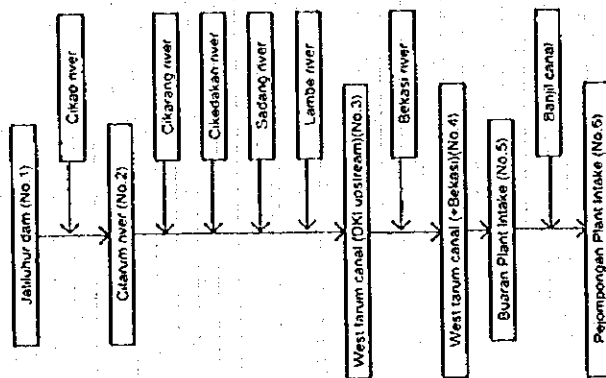 Jatiluhur dam (No.1)
Cikao river
Citarum river (No.2)
Cikarang river
Cikedakan river
Sadang river
Lambe river
West tarum canal (DKI upstream)(No.3)
Bekasi river
West tarum canal (+Bekasi)(No.4)
Buaran Plant Intake (No.5)
Banjil canal
Pejompongan Plant Intake (No.6)